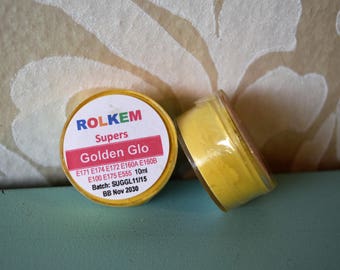 ROLKEM
Supers
Golden Glo
E171 E174 E172 E160A E160B
E100 E175 E555 10ml
Batch: SUGGL11/15
BB Nov 2030